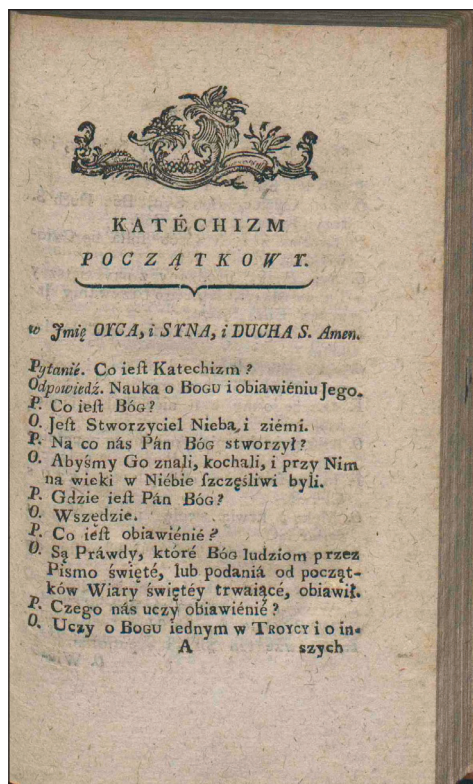 KATÉCHIZM
POCZĄTKOWY.
w Jmię OYCA, i SYNA, i DUCHA S. Amen.
Pytanié. Co ieſt Katechizm ?
Odpowiedź. Nauka o BOGU i obiawiéniu Jego.
P. Co ieſt BÓG?
O. Jeſt Stworzyciel Nieba, i ziémi.
P. Na co nás Pán BÓG stworzył?
O. Abyśmy Go znali, kochali, i przy Nim
na wieki w Niébie ſzczęśliwi byli.
P. Gdzie ieſt Pán BÓG?
O. Wszędzie.
P. Co ieſt obiawiénié?
O. Są Práwdy, któré BÓG ludziom przez
Pismo święté, lub podaniá od począt-
ków Wiary świętéy trwaiącé, obiawił.
P. Czego nás uczy obiawiénié ?
O. Uczy o BOGU iednym w TROYCY i o in-
A szych